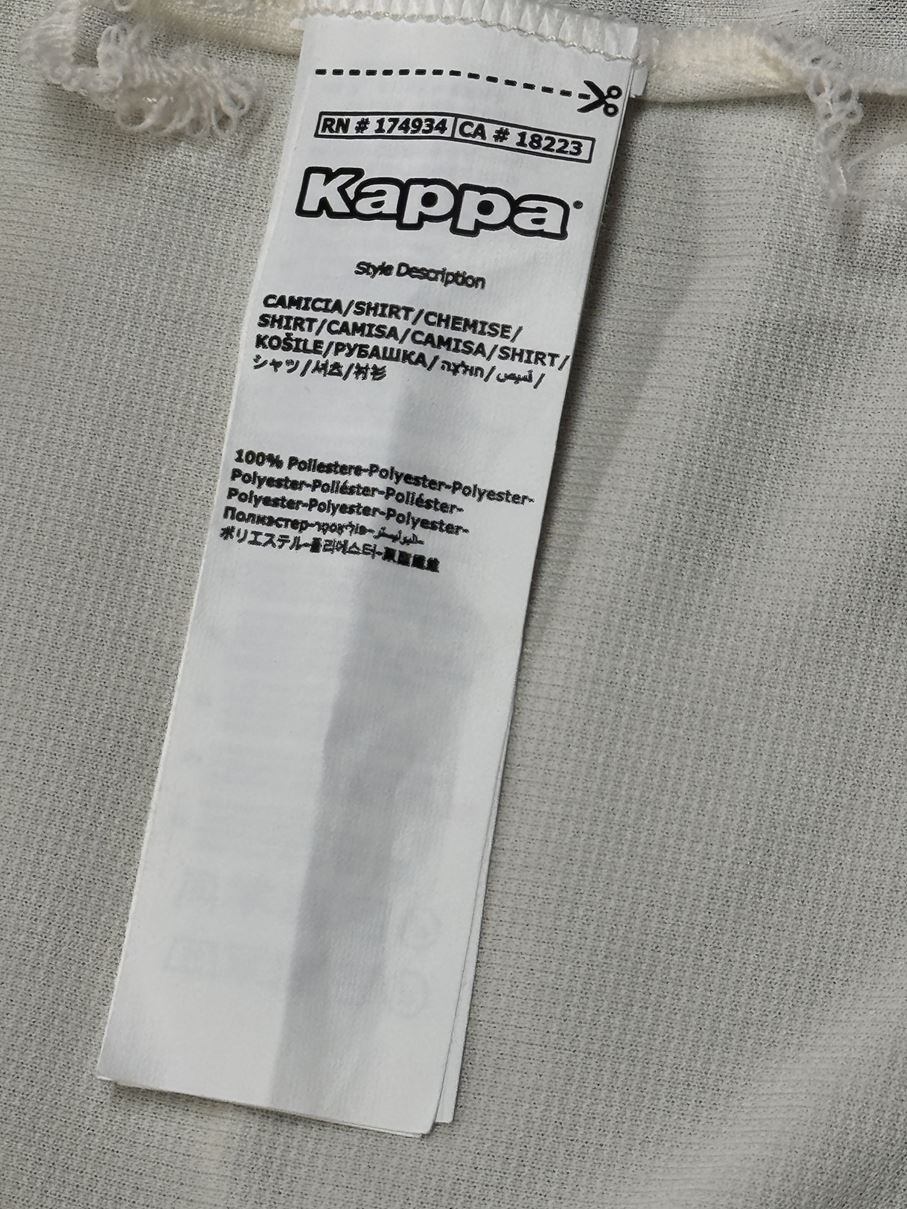 RN # 174934 CA # 18223
Kappa
Style Description
CAMICIA/SHIRT/CHEMISE/
SHIRT/CAMISA/CAMISA/SHIRT/
KOŠILE/РУБАШКА/חולצה/قميص/
シャツ/셔츠/衬衫
100% Poliestere-Polyester-Polyester-
Polyester-Poliéster-Poliéster-
Polyester-Polyester-Polyester-
Полиэстер-פוליאסטר-البوليستر-
ポリエステル-폴리에스터-聚酯纖維